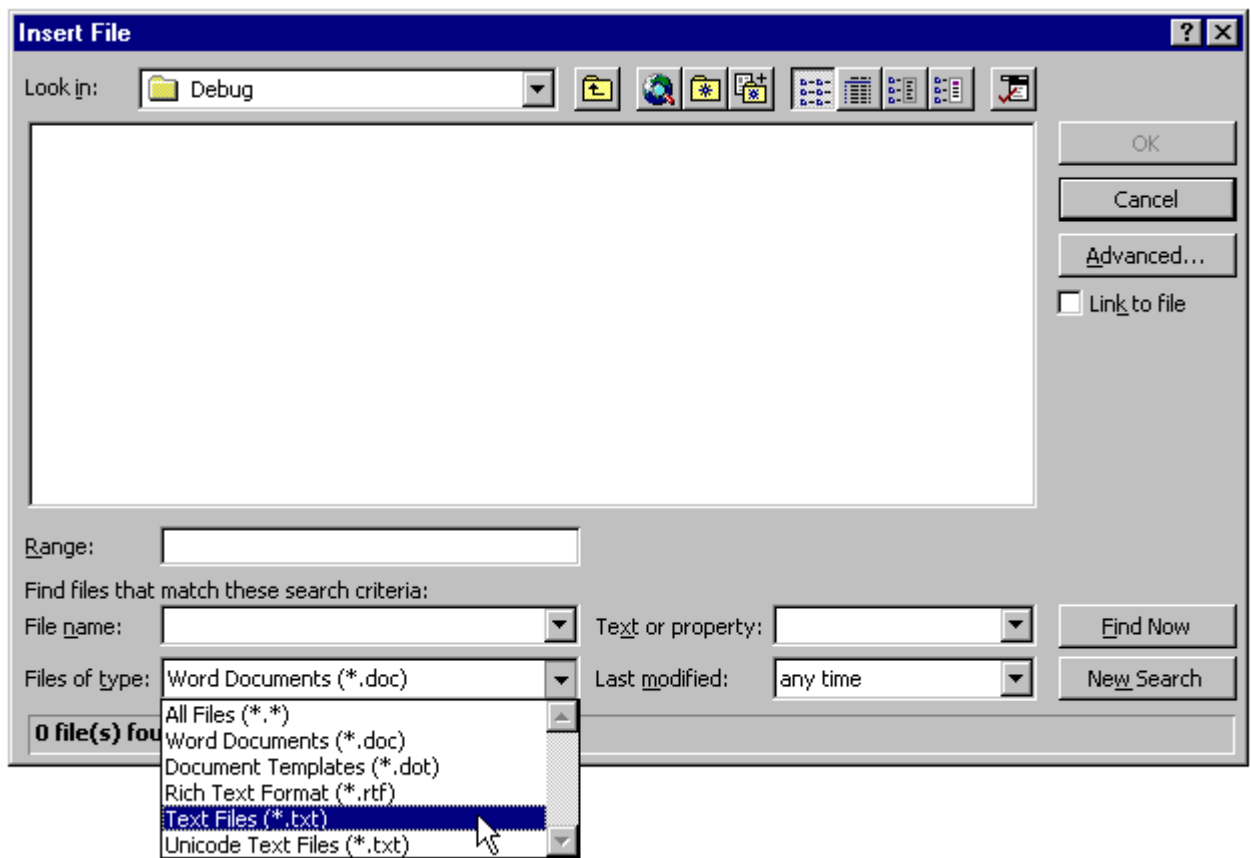 Insert File
Look in: Debug
OK
Cancel
Advanced...
Link to file
Range:
Find files that match these search criteria:
File name: Text or property: Find Now
Files of type: Word Documents (*.doc) Last modified: any time New Search
All Files (*.*)
0 file(s) fou
Word Documents (*.doc)
Document Templates (*.dot)
Rich Text Format (*.rtf)
Text Files (*.txt)
Unicode Text Files (*.txt)